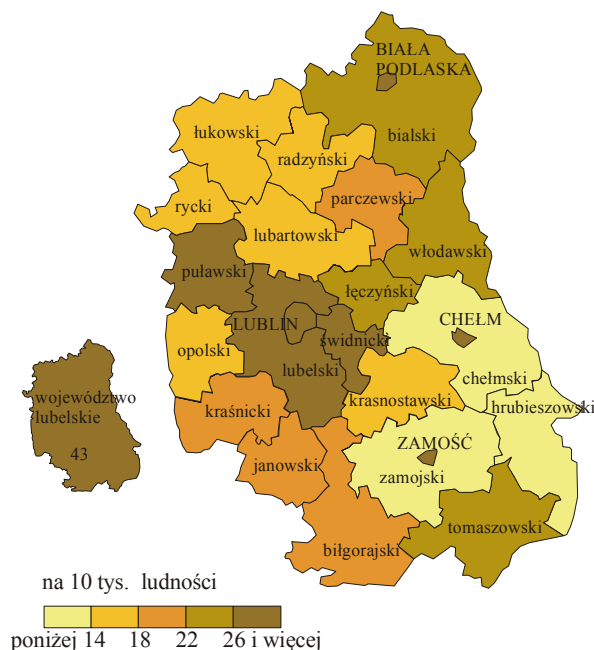 BIAŁA
PODLASKA
łukowski
bialski
radzyński
parczewski
rycki
lubartowski
włodawski
puławski
łęczyński
LUBLIN
CHEŁM
świdnicki
opolski
lubelski
chełmski
województwo
lubelskie
krasnostawski
hrubieszowski
kraśnicki
ZAMOŚĆ
43
janowski
zamojski
tomaszowski
biłgorajski
na 10 tys. ludności
poniżej 14 18 22 26 i więcej